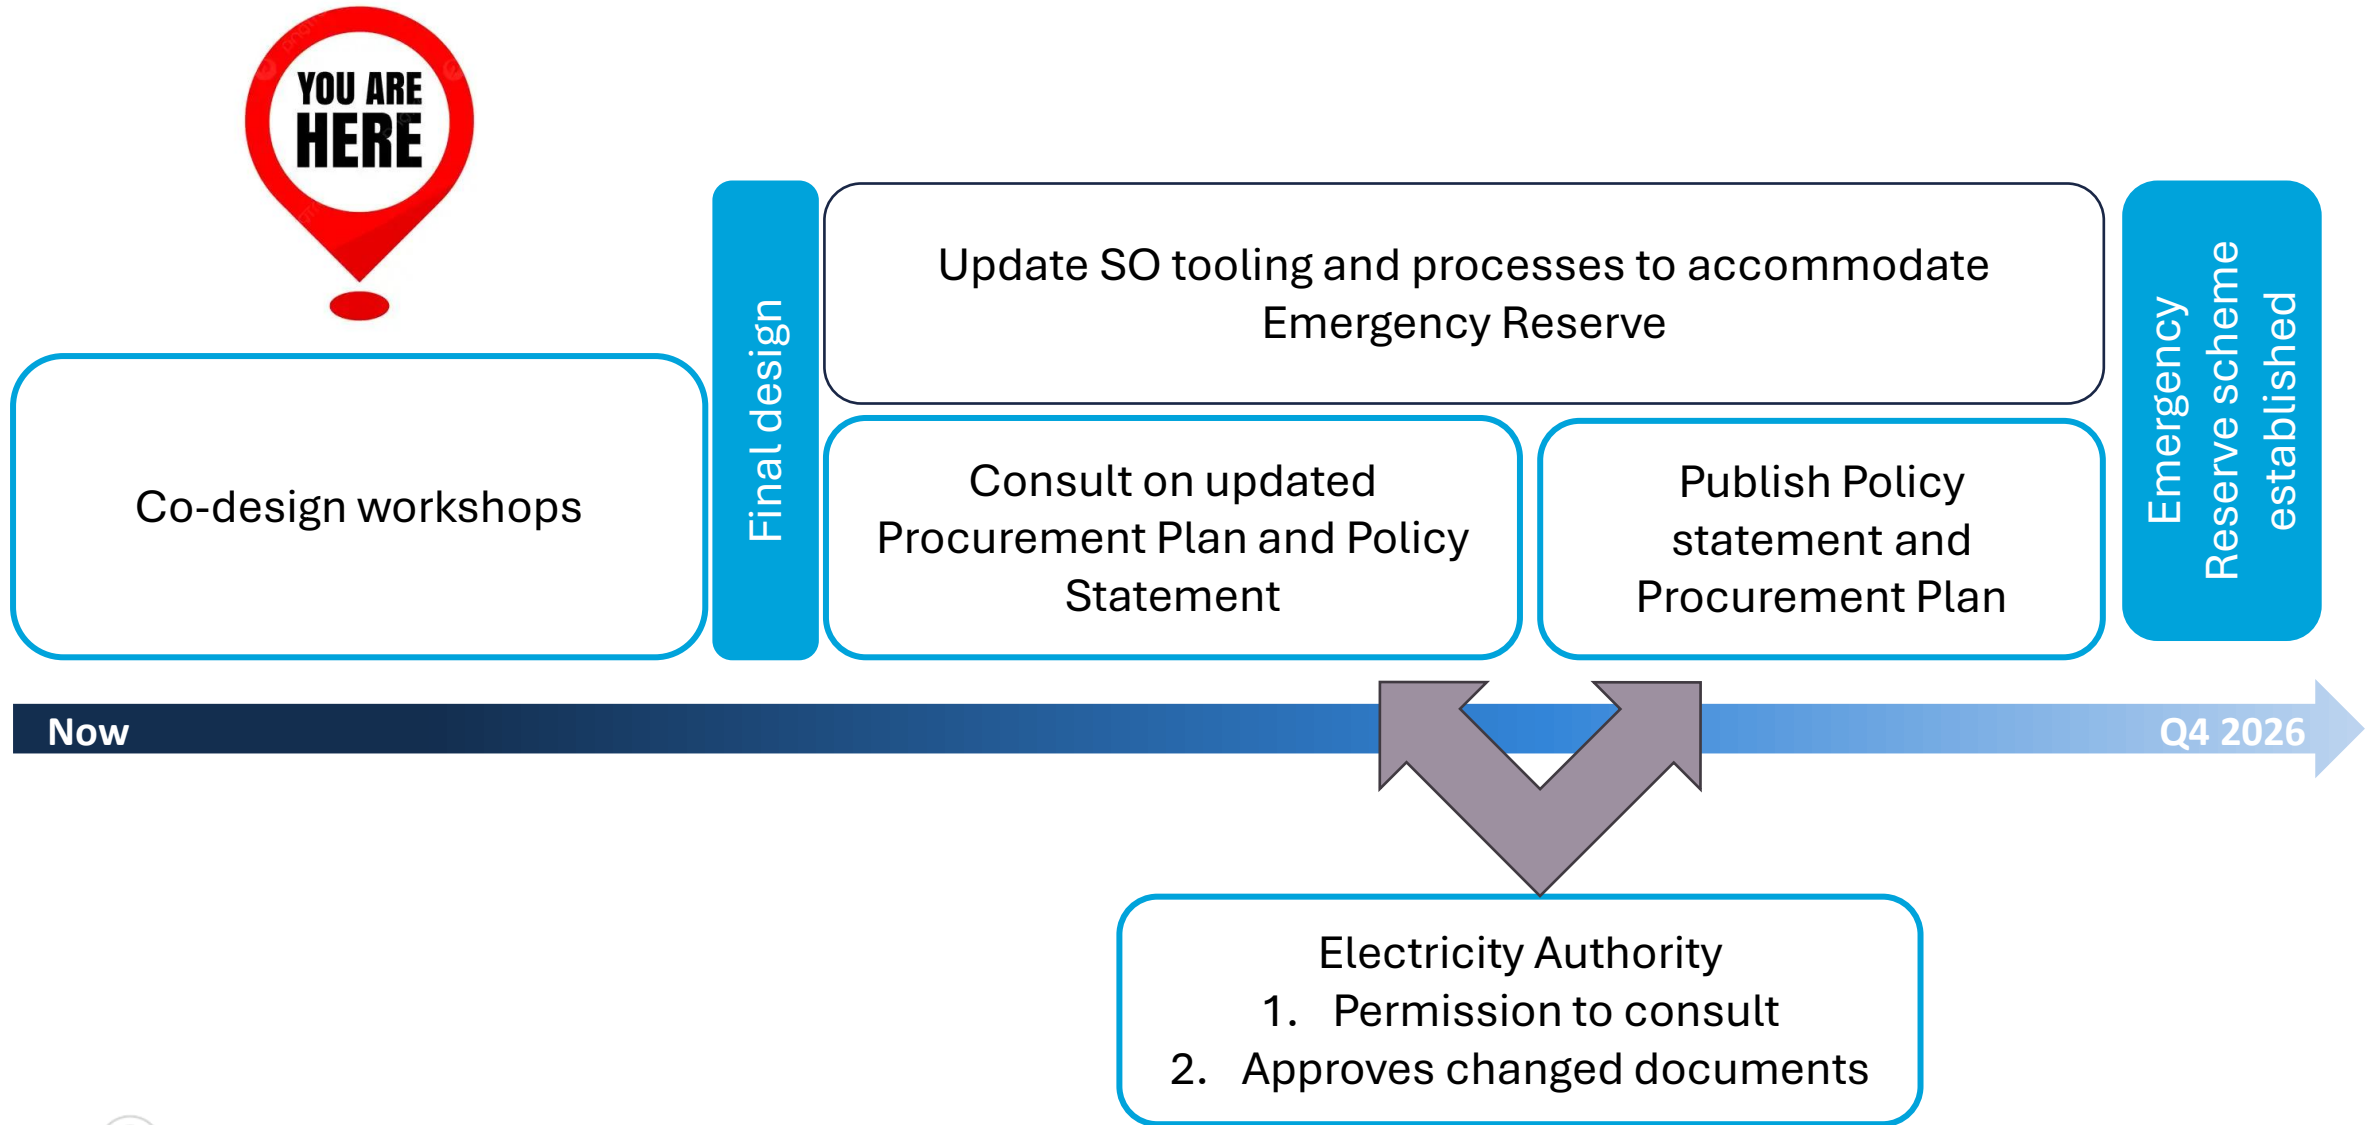 YOU ARE
HERE
Co-design workshops
Final design
Update SO tooling and processes to accommodate
Emergency Reserve
Consult on updated
Procurement Plan and Policy
Statement
Publish Policy
statement and
Procurement Plan
Emergency
Reserve scheme
established
Now
Q4 2026
Electricity Authority
1. Permission to consult
2. Approves changed documents